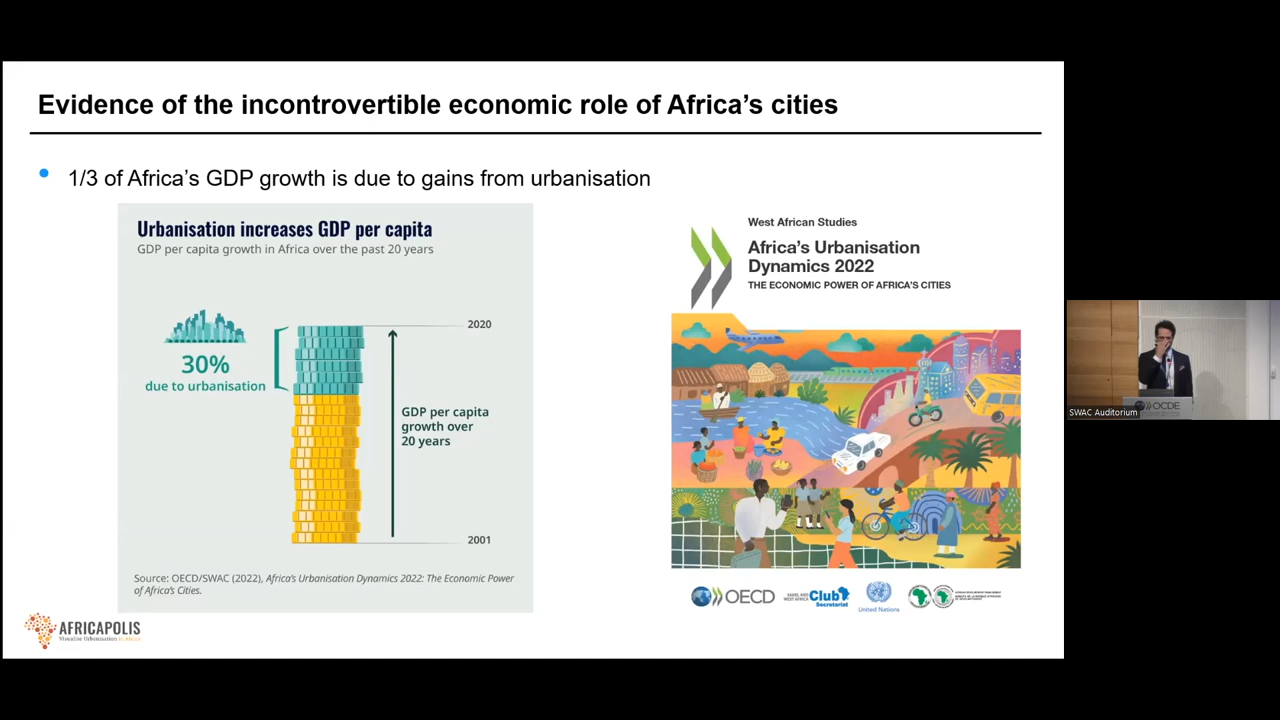 Evidence of the incontrovertible economic role of Africa's cities
1/3 of Africa's GDP growth is due to gains from urbanisation
Urbanisation increases GDP per capita
GDP per capita growth in Africa over the past 20 years
2020
30%
due to urbanisation
GDP per capita
growth over
20 years
2001
Source: OECD/SWAC (2022), Africa's Urbanisation Dynamics 2022: The Economic Power
of Africa's Cities.
West African Studies
Africa's Urbanisation
Dynamics 2022
THE ECONOMIC POWER OF AFRICA'S CITIES
OECD
SAHEL AND
WEST AFRICA
Club
Secretariat
United Nations
AFRICAPOLIS
Visualise Urbanisation in Africa
OCDE
SWAC Auditorium